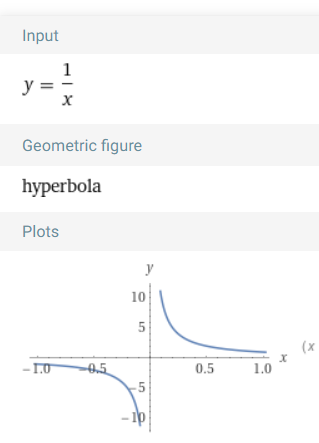 Input
y = 1/x
Geometric figure
hyperbola
Plots
y
10
5
(x
x
-1.0 -0.5 0.5 1.0
-5
-10